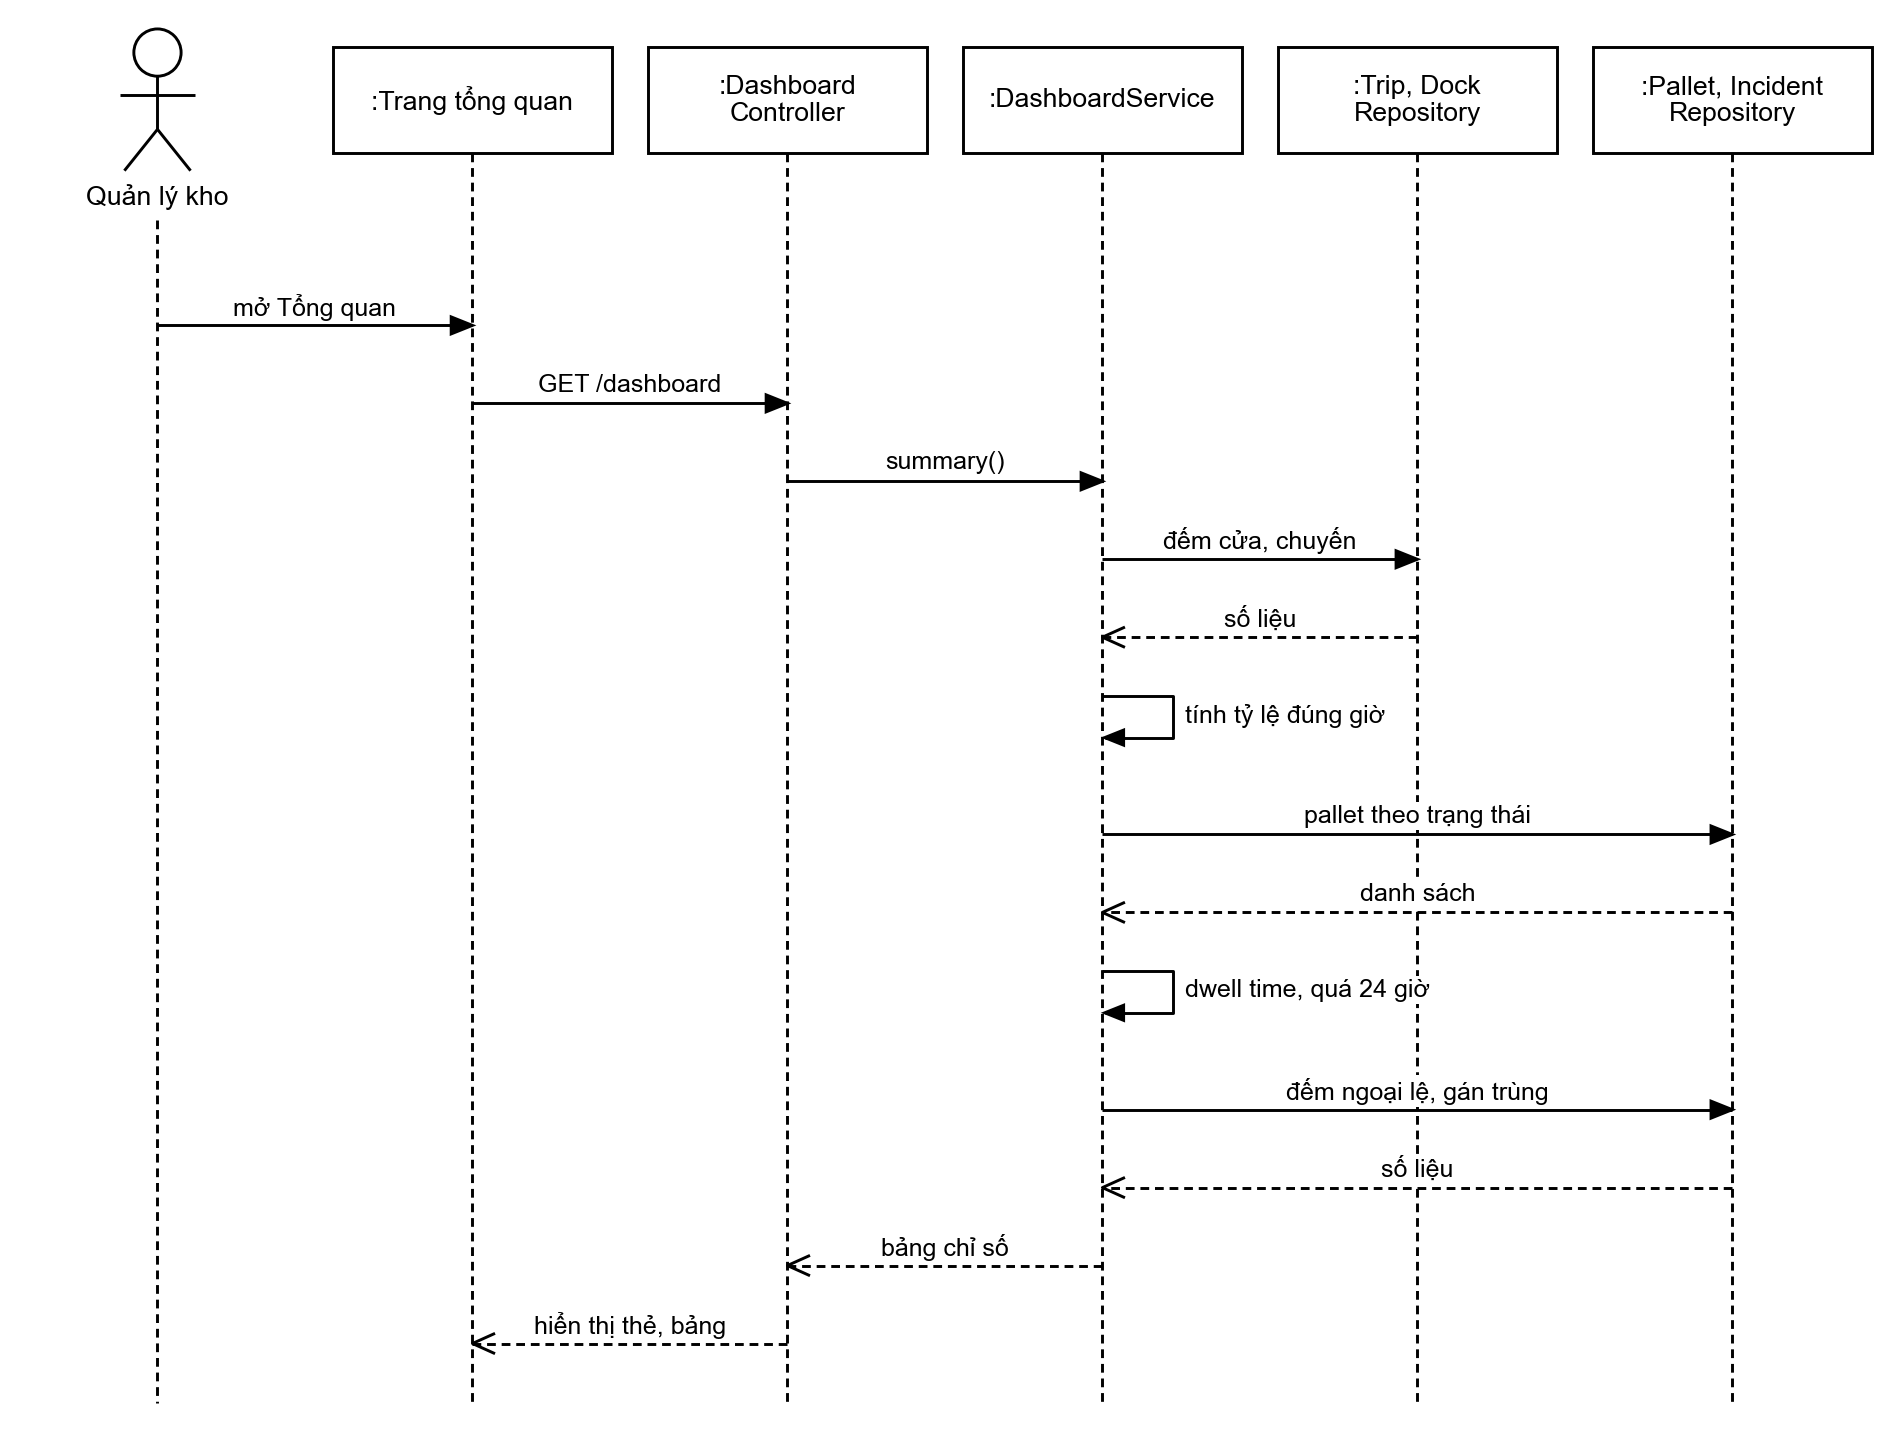 Quản lý kho
:Trang tổng quan
:Dashboard
Controller
:DashboardService
:Trip, Dock
Repository
:Pallet, Incident
Repository
mở Tổng quan
GET /dashboard
summary()
đếm cửa, chuyến
số liệu
tính tỷ lệ đúng giờ
pallet theo trạng thái
danh sách
dwell time, quá 24 giờ
đếm ngoại lệ, gán trùng
số liệu
bảng chỉ số
hiển thị thẻ, bảng